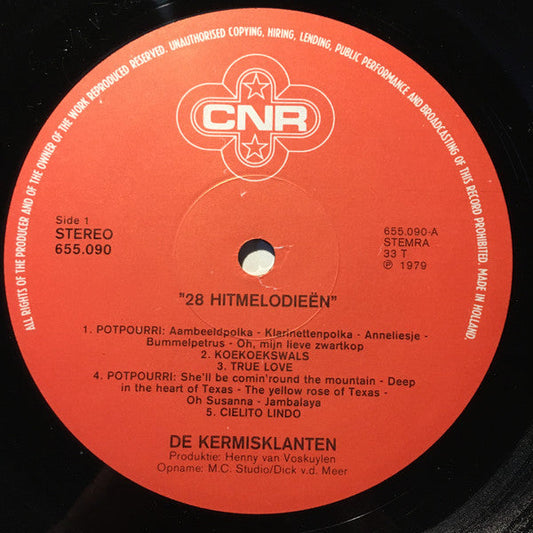 ALL RIGHTS OF THE PRODUCER AND OF THE OWNER OF THE WORK REPRODUCED RESERVED. UNAUTHORISED COPYING, HIRING, LENDING, PUBLIC PERFORMANCE AND BROADCASTING OF THIS RECORD PROHIBITED. MADE IN HOLLAND.
CNR
Side 1
STEREO
655.090
655.090-A
STEMRA
33 T
℗ 1979
"28 HITMELODIEËN"
1. POTPOURRI: Aambeeldpolka - Klarinettenpolka - Anneliesje -
Bummelpetrus - Oh, mijn lieve zwartkop
2. KOEKOEKSWALS
3. TRUE LOVE
4. POTPOURRI: She'll be comin'round the mountain - Deep
in the heart of Texas - The yellow rose of Texas -
Oh Susanna - Jambalaya
5. CIELITO LINDO
DE KERMISKLANTEN
Produktie: Henny van Voskuylen
Opname: M.C. Studio/Dick v.d. Meer